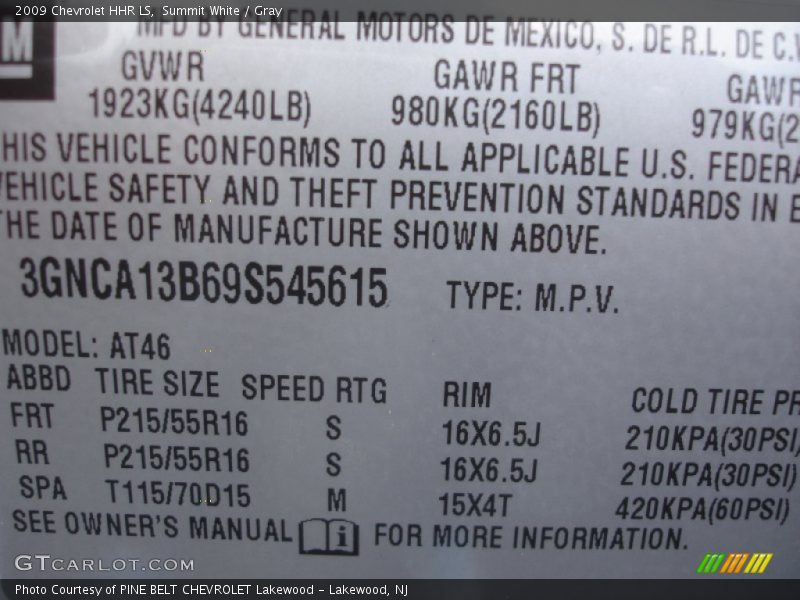 2009 Chevrolet HHR LS, Summit White / Gray
M
MFD BY GENERAL MOTORS DE MEXICO, S. DE R.L. DE C.V
GVWR GAWR FRT GAWR
1923KG(4240LB) 980KG(2160LB) 979KG(2
HIS VEHICLE CONFORMS TO ALL APPLICABLE U.S. FEDERA
VEHICLE SAFETY AND THEFT PREVENTION STANDARDS IN E
THE DATE OF MANUFACTURE SHOWN ABOVE.
3GNCA13B69S545615 TYPE: M.P.V.
MODEL: AT46
ABBD TIRE SIZE SPEED RTG RIM COLD TIRE PR
FRT P215/55R16 S 16X6.5J 210KPA(30PSI)
RR P215/55R16 S 16X6.5J 210KPA(30PSI)
SPA T115/70D15 M 15X4T 420KPA(60PSI)
SEE OWNER'S MANUAL i FOR MORE INFORMATION.
GTCARLOT.COM
Photo Courtesy of PINE BELT CHEVROLET Lakewood - Lakewood, NJ